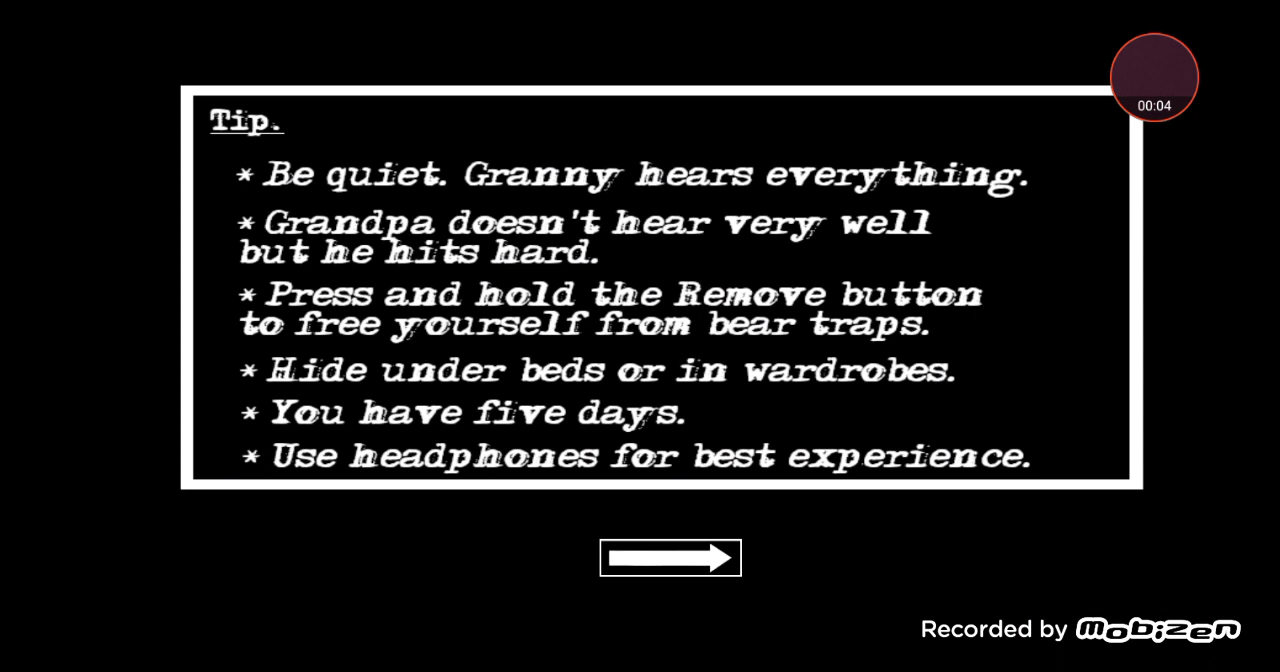 00:04
Tip.
* Be quiet. Granny hears everything.
* Grandpa doesn't hear very well
but he hits hard.
* Press and hold the Remove button
to free yourself from bear traps.
* Hide under beds or in wardrobes.
* You have five days.
* Use headphones for best experience.
Recorded by mobizen